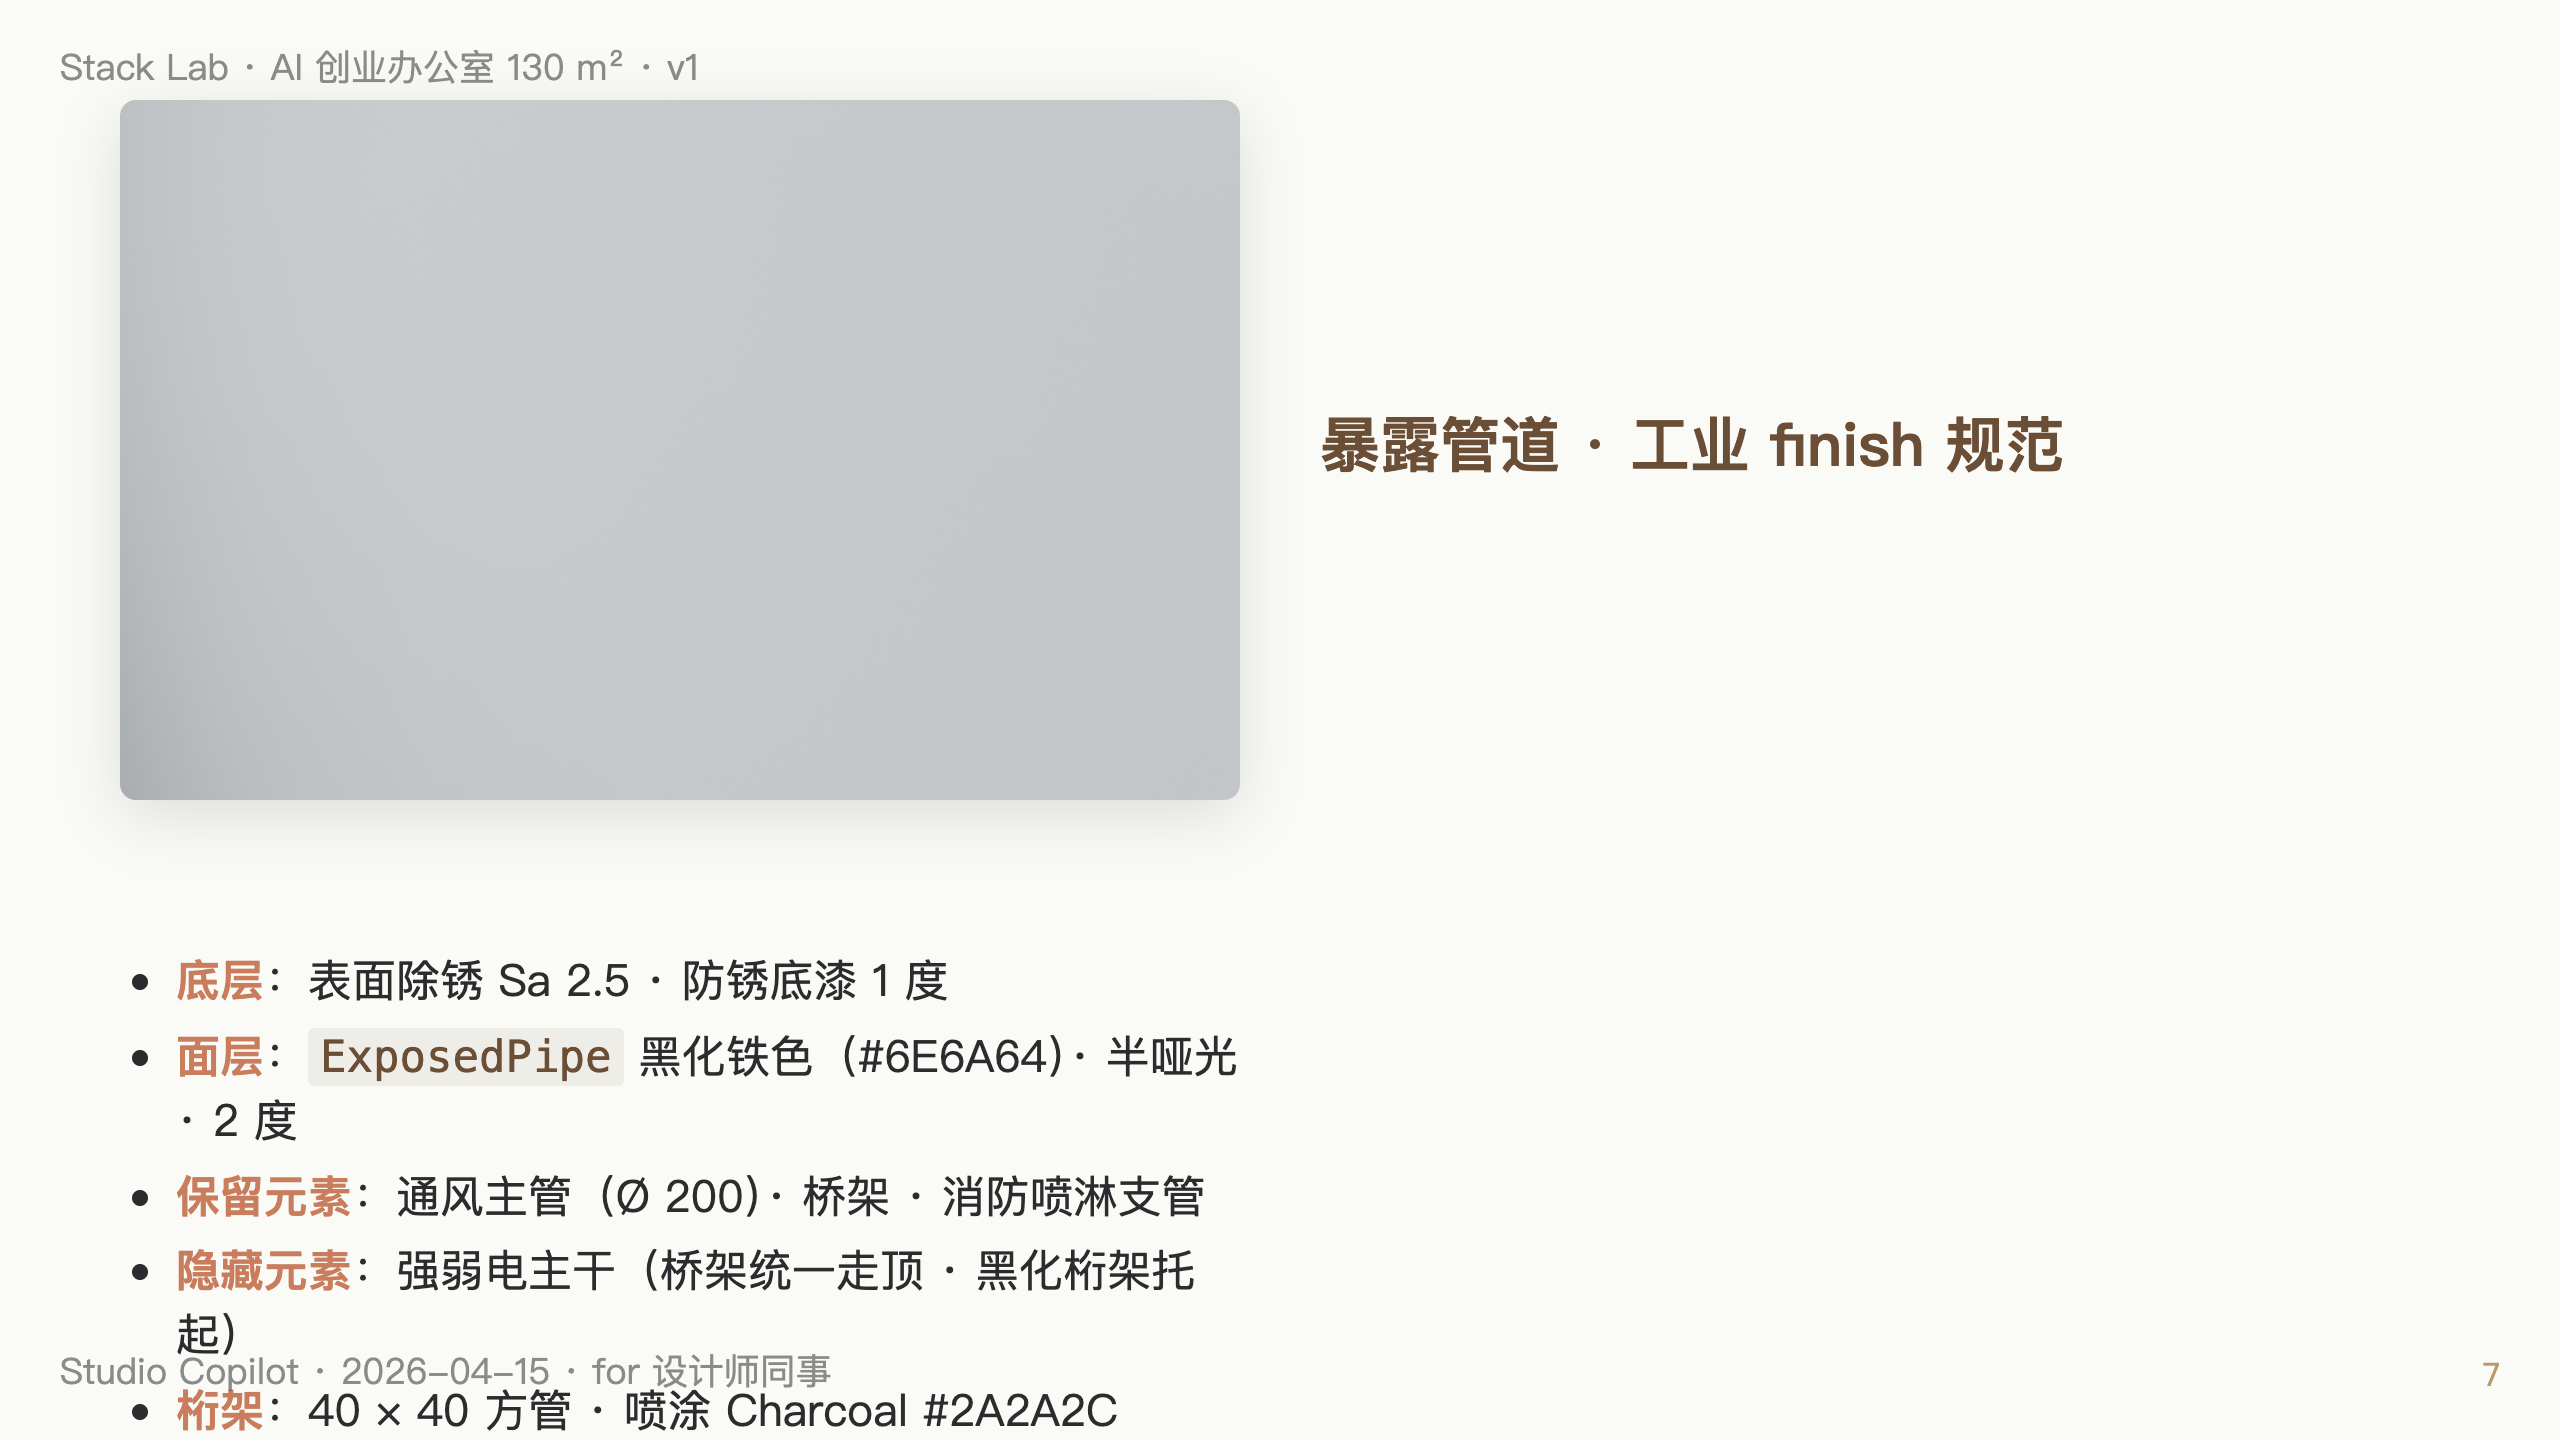 Stack Lab · AI 创业办公室 130 m² · v1
暴露管道 · 工业 finish 规范
• 底层：表面除锈 Sa 2.5 · 防锈底漆 1 度
• 面层：ExposedPipe 黑化铁色（#6E6A64）· 半哑光
· 2 度
• 保留元素：通风主管（Ø 200）· 桥架 · 消防喷淋支管
• 隐藏元素：强弱电主干（桥架统一走顶 · 黑化桁架托
起）
Studio Copilot · 2026-04-15 · for 设计师同事
7
• 桁架：40 × 40 方管 · 喷涂 Charcoal #2A2A2C